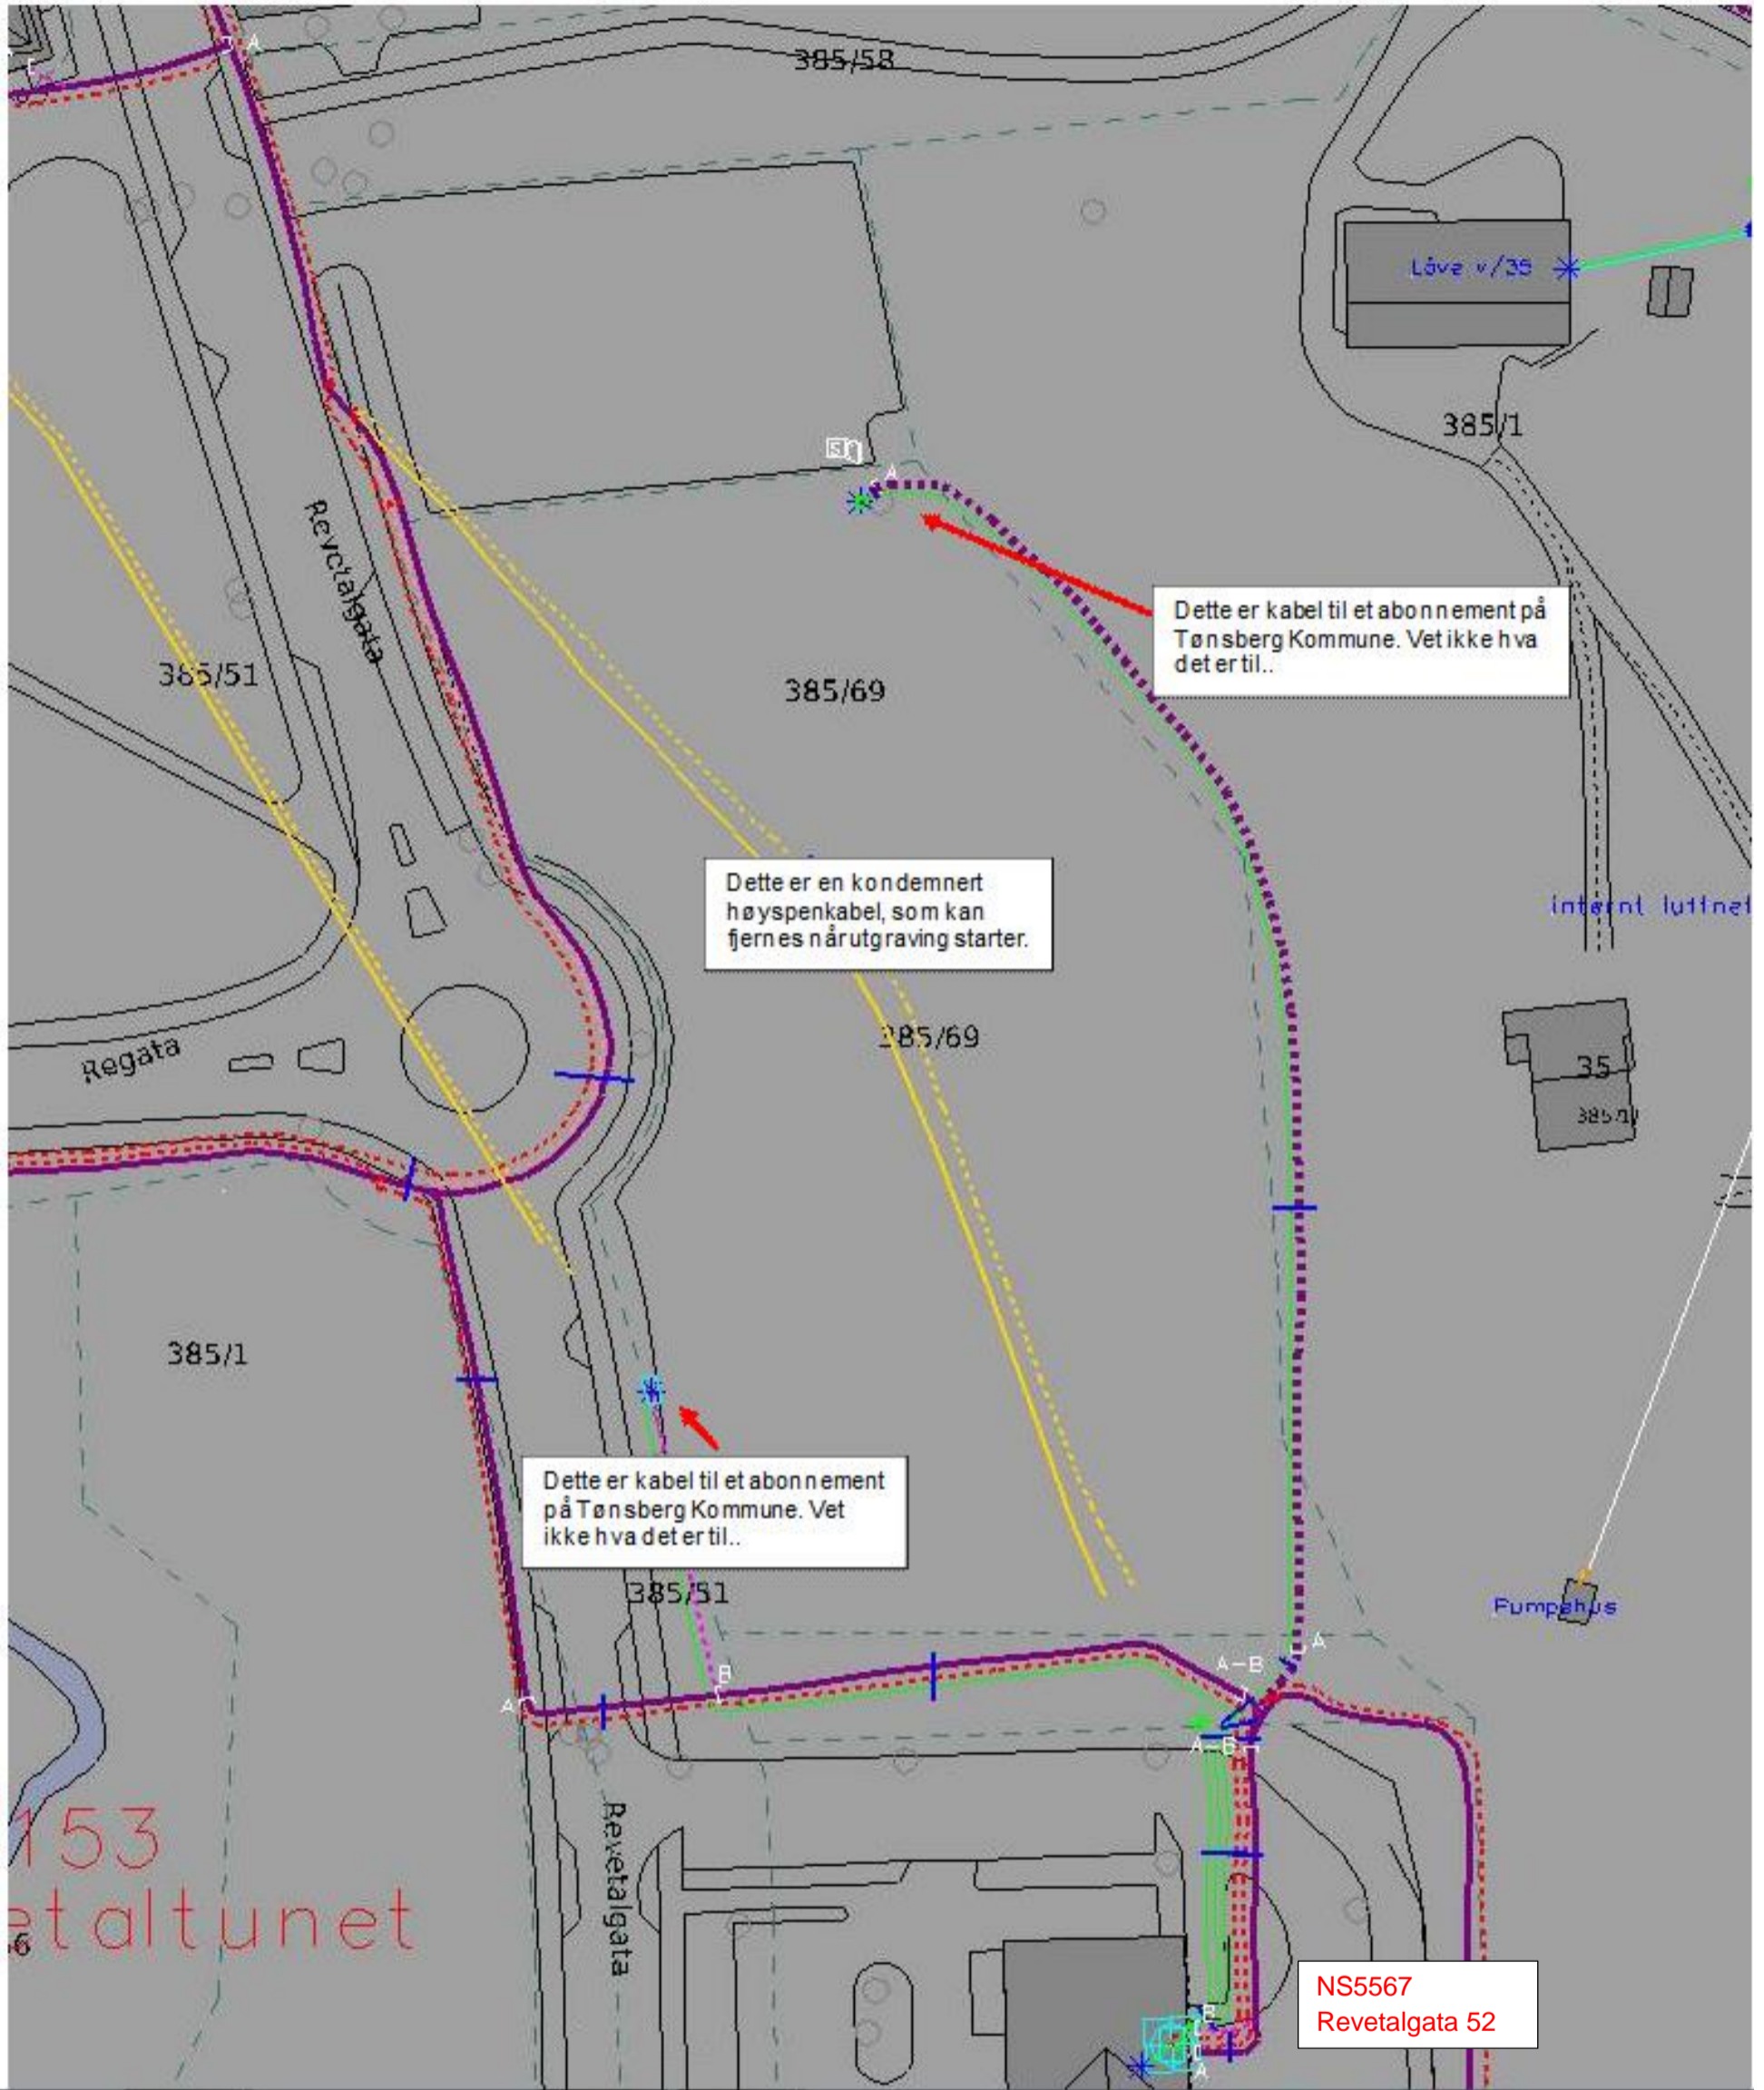 A
385/58
Låve v/35
385/1
S
A
Revetalgata
Dette er kabel til et abonnement på
Tønsberg Kommune. Vet ikke hva
det er til..
385/51
385/69
Dette er en kondemnert
høyspenkabel, som kan
fjernes når utgraving starter.
385/69
Regata
35
385/1
385/1
Dette er kabel til et abonnement
på Tønsberg Kommune. Vet
ikke hva det er til..
385/51
Pumpehus
A
A-B
B
A
A-B
153
etaltunet
6
Revetalgata
NS5567
Revetalgata 52
B
A